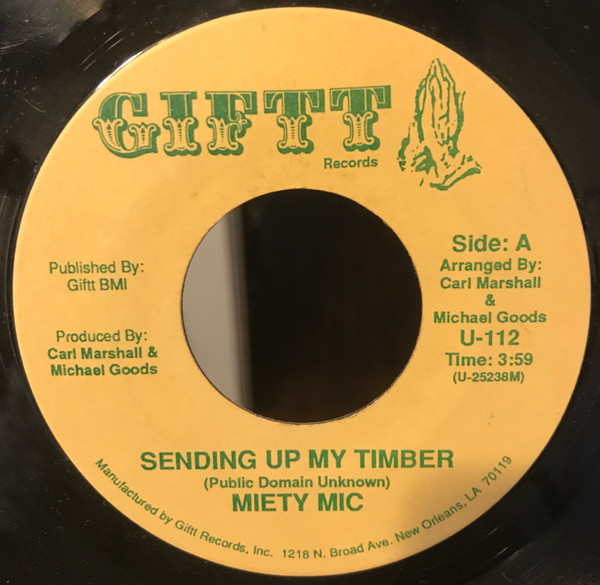 GIFTT
Records
Side: A
Arranged By:
Carl Marshall
&
Michael Goods
U-112
Time: 3:59
(U-25238M)
Published By:
Giftt BMI
Produced By:
Carl Marshall &
Michael Goods
SENDING UP MY TIMBER
(Public Domain Unknown)
MIETY MIC
Manufactured by Giftt Records, Inc. 1218 N. Broad Ave. New Orleans, LA 70119